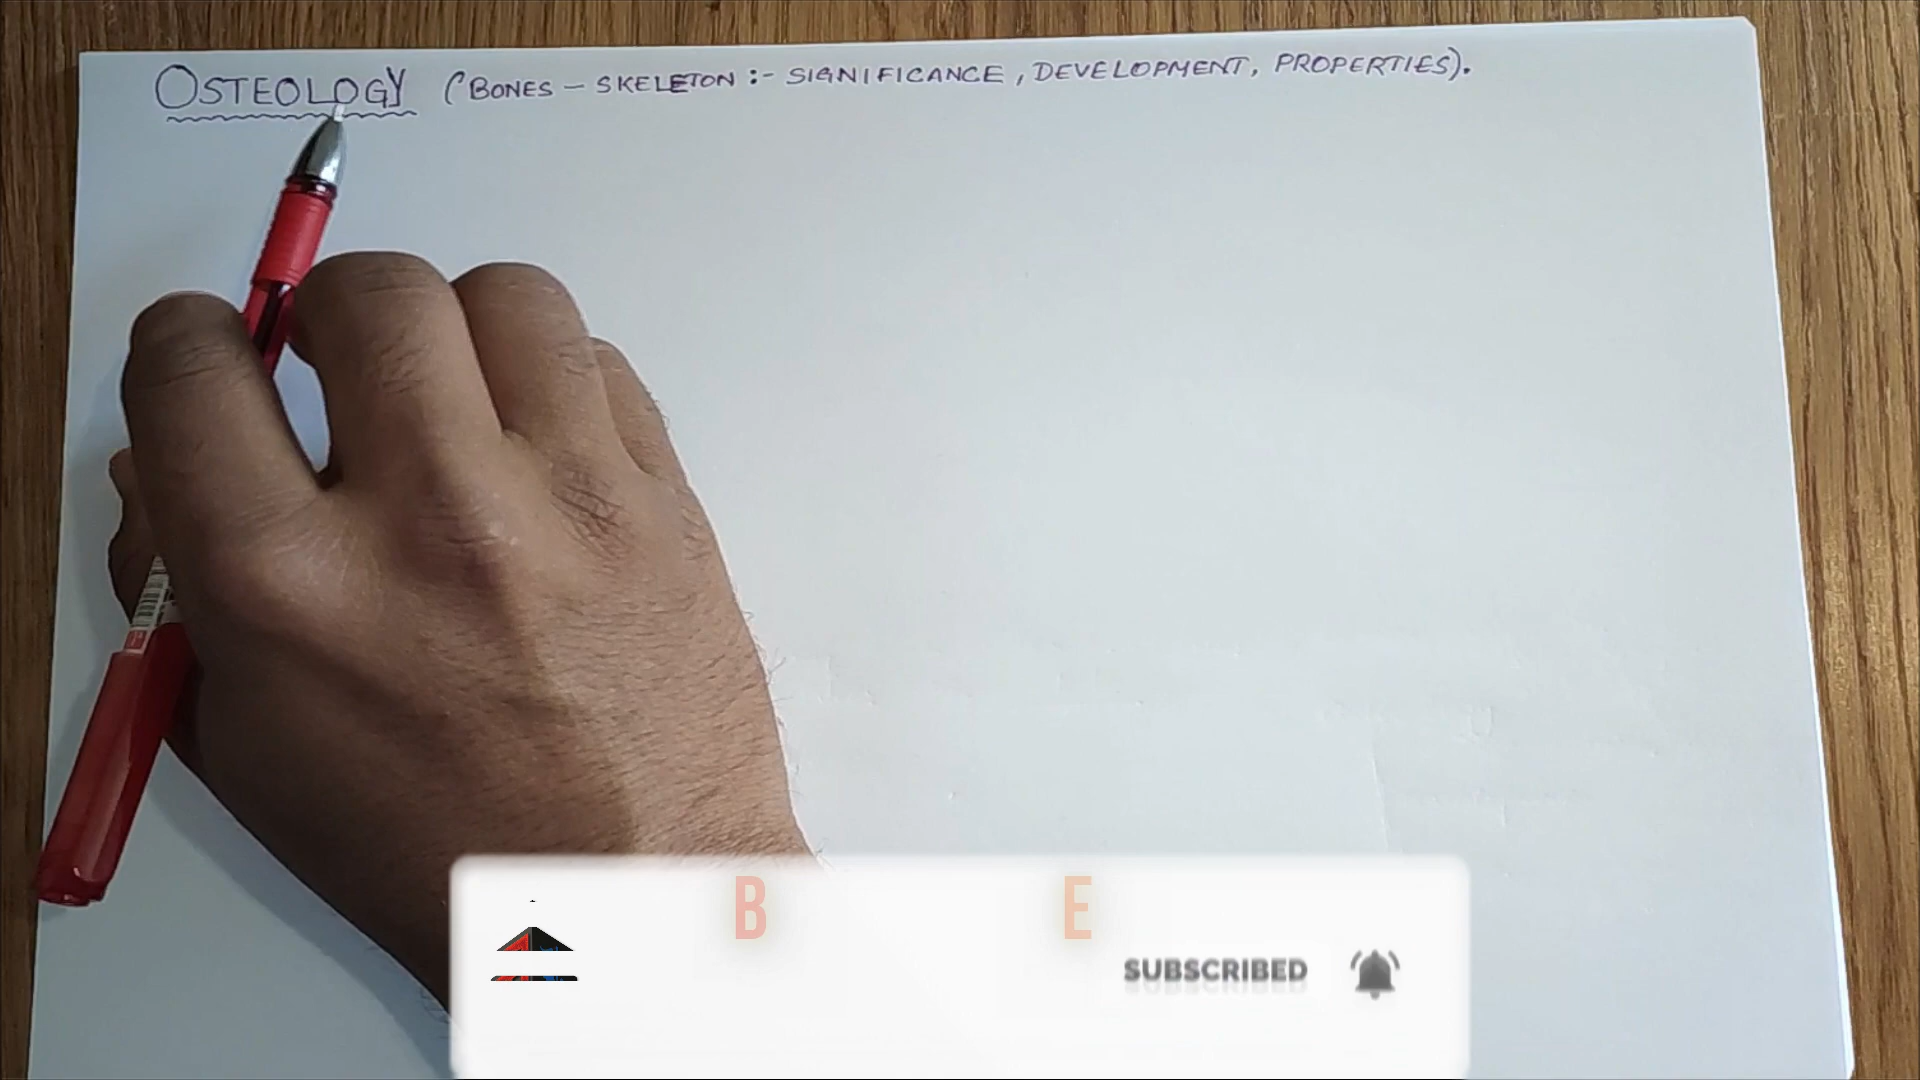 OSTEOLOGY (BONES — SKELETON :- SIGNIFICANCE, DEVELOPMENT, PROPERTIES).
B E
SUBSCRIBED